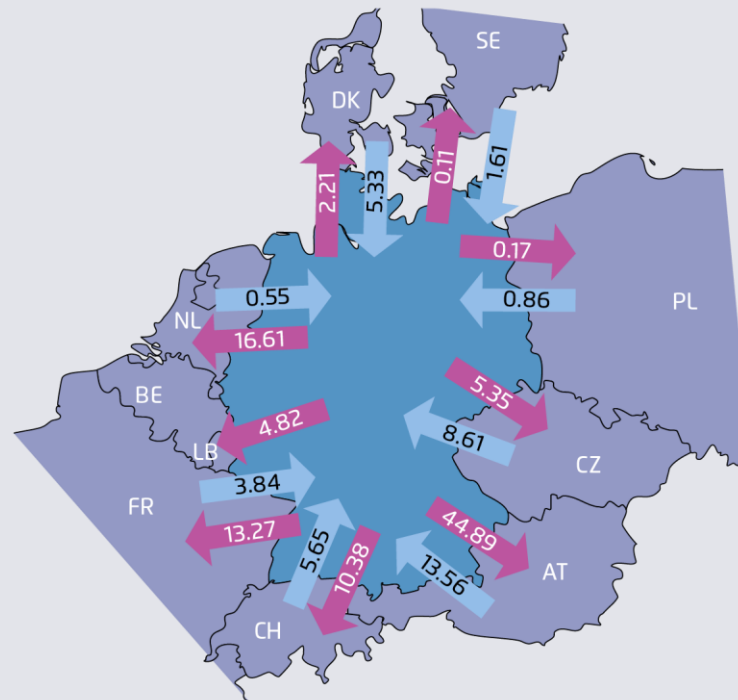 SE
DK
0.11
1.61
2.21
5.33
0.17
0.55
0.86
PL
NL
16.61
BE
5.35
4.82
8.61
LB
CZ
3.84
FR
13.27
44.89
5.65
10.38
13.56
AT
CH